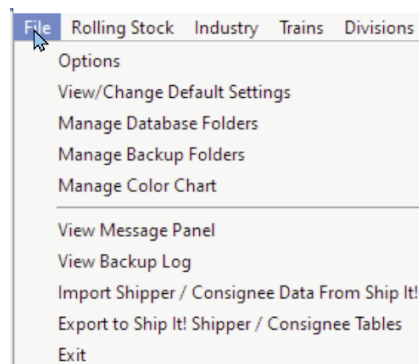 File Rolling Stock Industry Trains Divisions
Options
View/Change Default Settings
Manage Database Folders
Manage Backup Folders
Manage Color Chart
View Message Panel
View Backup Log
Import Shipper / Consignee Data From Ship It!
Export to Ship It! Shipper / Consignee Tables
Exit